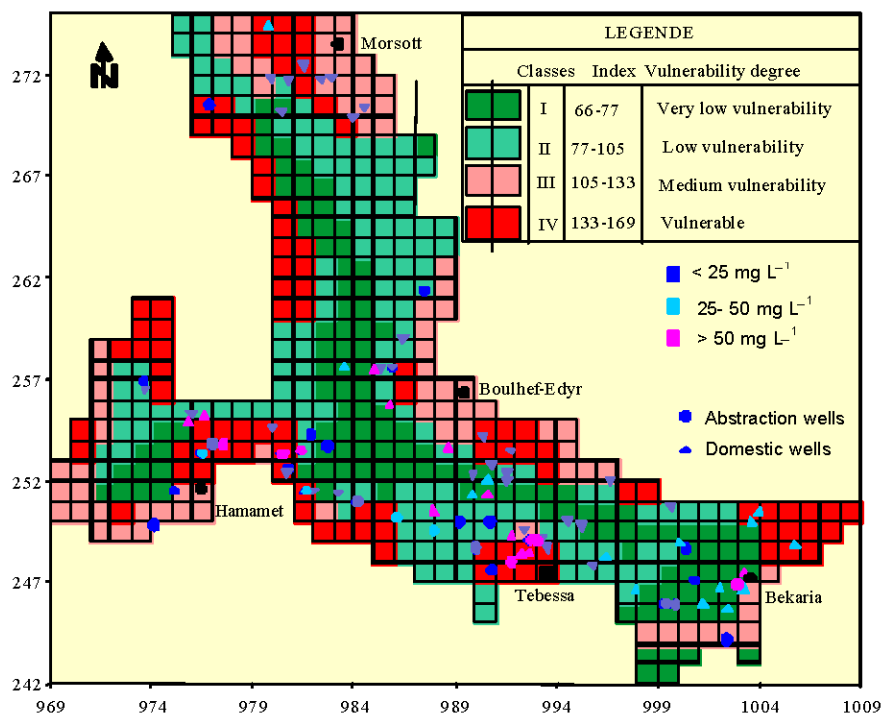 LEGENDE
Classes Index Vulnerability degree
I 66-77 Very low vulnerability
II 77-105 Low vulnerability
III 105-133 Medium vulnerability
IV 133-169 Vulnerable
< 25 mg L⁻¹
25- 50 mg L⁻¹
> 50 mg L⁻¹
Abstraction wells
Domestic wells
N
Morsott
Boulhef-Edyr
Hamamet
Tebessa
Bekaria
272
267
262
257
252
247
242
969 974 979 984 989 994 999 1004 1009